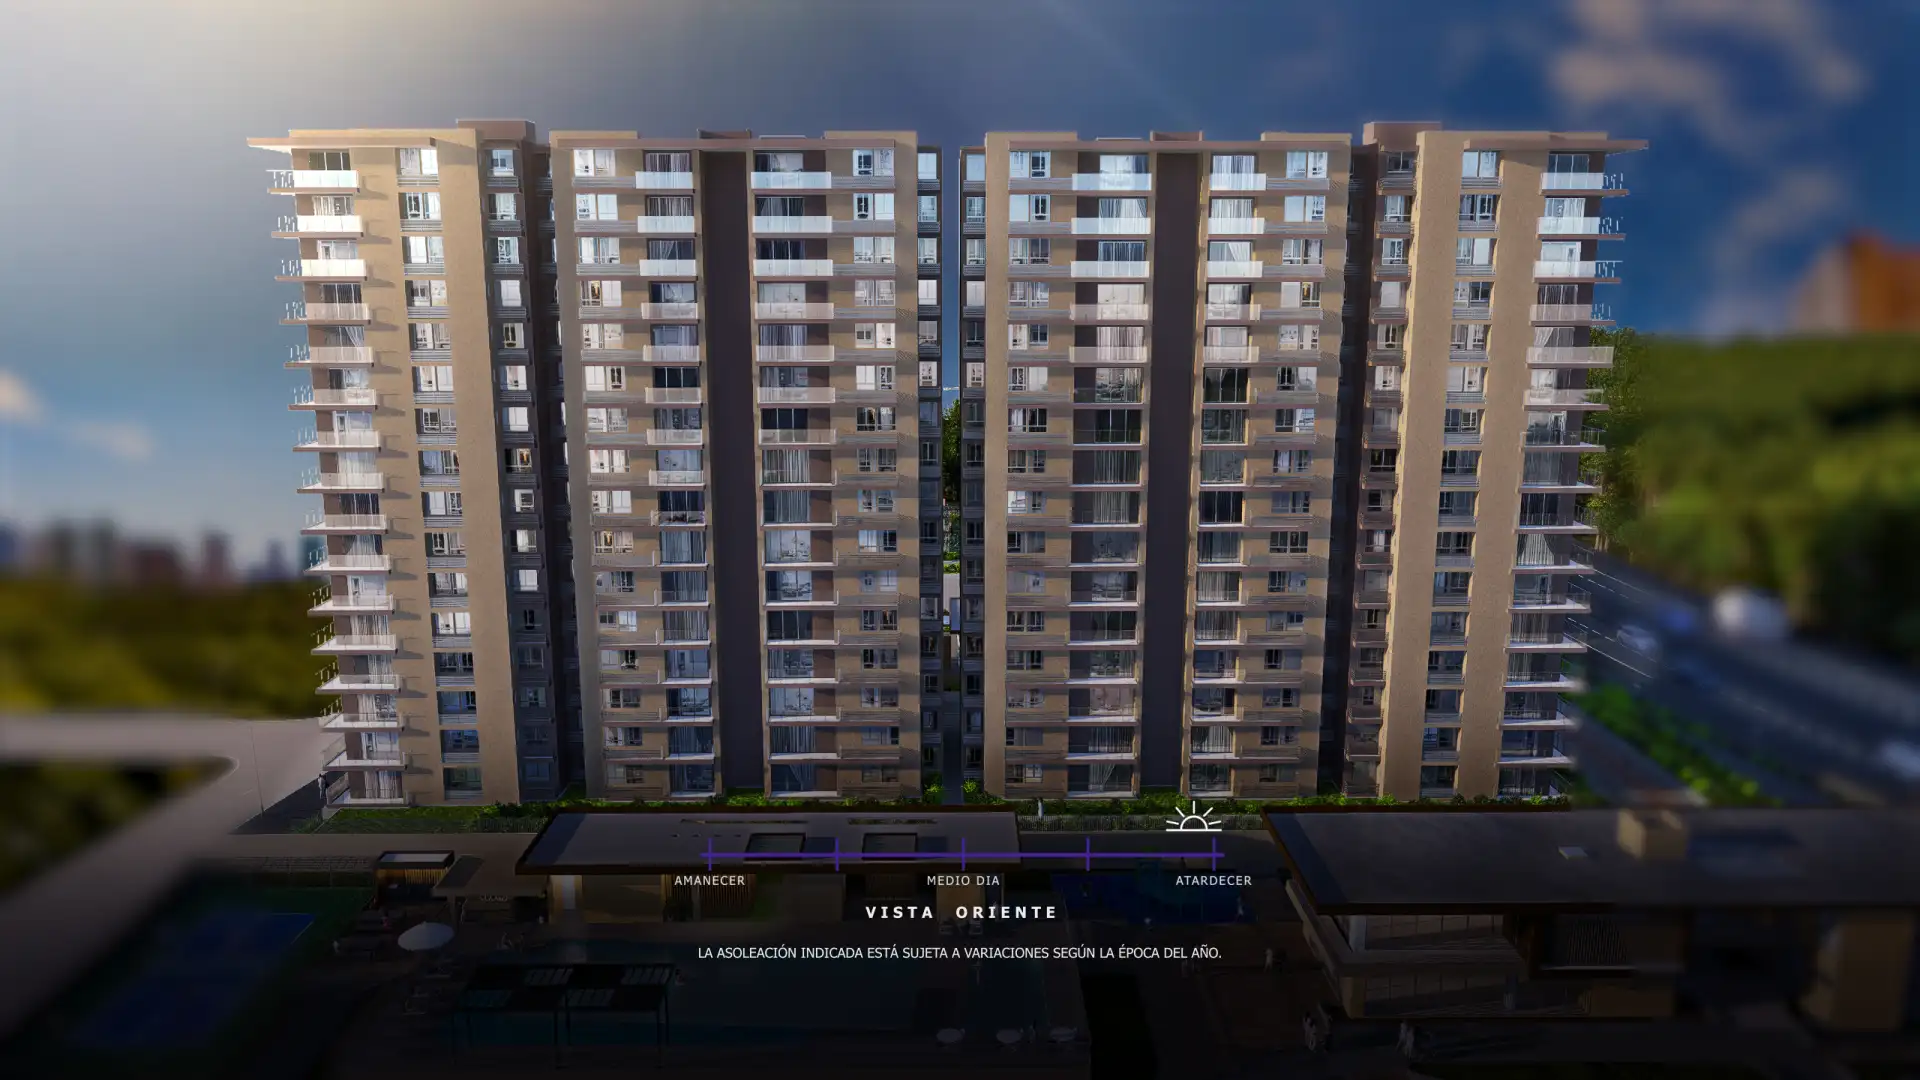 AMANECER MEDIO DIA ATARDECER
VISTA ORIENTE
LA ASOLEACIÓN INDICADA ESTÁ SUJETA A VARIACIONES SEGÚN LA ÉPOCA DEL AÑO.